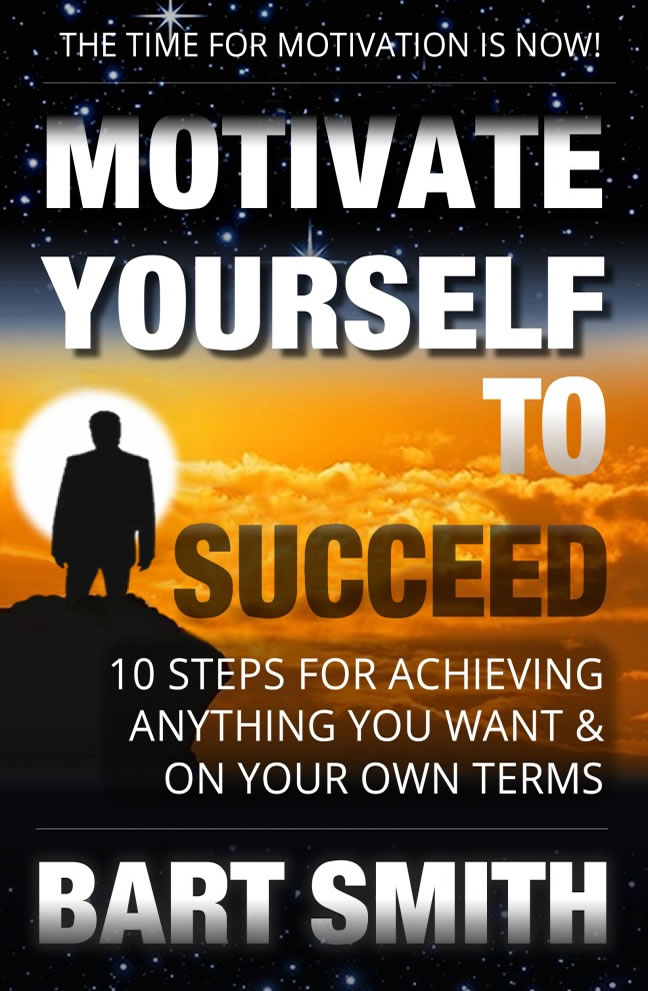 THE TIME FOR MOTIVATION IS NOW!
MOTIVATE
YOURSELF
TO
SUCCEED
10 STEPS FOR ACHIEVING
ANYTHING YOU WANT &
ON YOUR OWN TERMS
BART SMITH